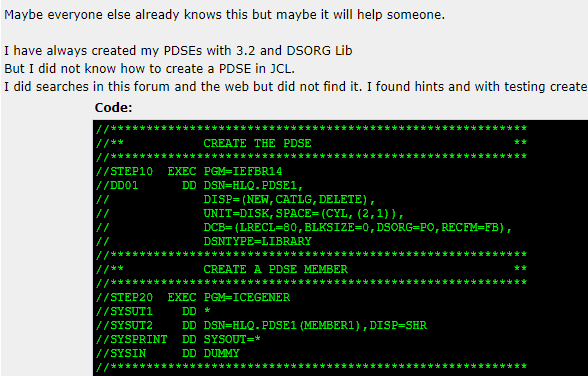 Maybe everyone else already knows this but maybe it will help someone.
I have always created my PDSEs with 3.2 and DSORG Lib
But I did not know how to create a PDSE in JCL.
I did searches in this forum and the web but did not find it. I found hints and with testing create
Code:
//**********************************************************
//**          CREATE THE PDSE                            **
//**********************************************************
//STEP10  EXEC PGM=IEFBR14
//DD01      DD DSN=HLQ.PDSE1,
//             DISP=(NEW,CATLG,DELETE),
//             UNIT=DISK,SPACE=(CYL,(2,1)),
//             DCB=(LRECL=80,BLKSIZE=0,DSORG=PO,RECFM=FB),
//             DSNTYPE=LIBRARY
//**********************************************************
//**          CREATE A PDSE MEMBER                       **
//**********************************************************
//STEP20  EXEC PGM=ICEGENER
//SYSUT1    DD *
//SYSUT2    DD DSN=HLQ.PDSE1(MEMBER1),DISP=SHR
//SYSPRINT  DD SYSOUT=*
//SYSIN     DD DUMMY
//**********************************************************